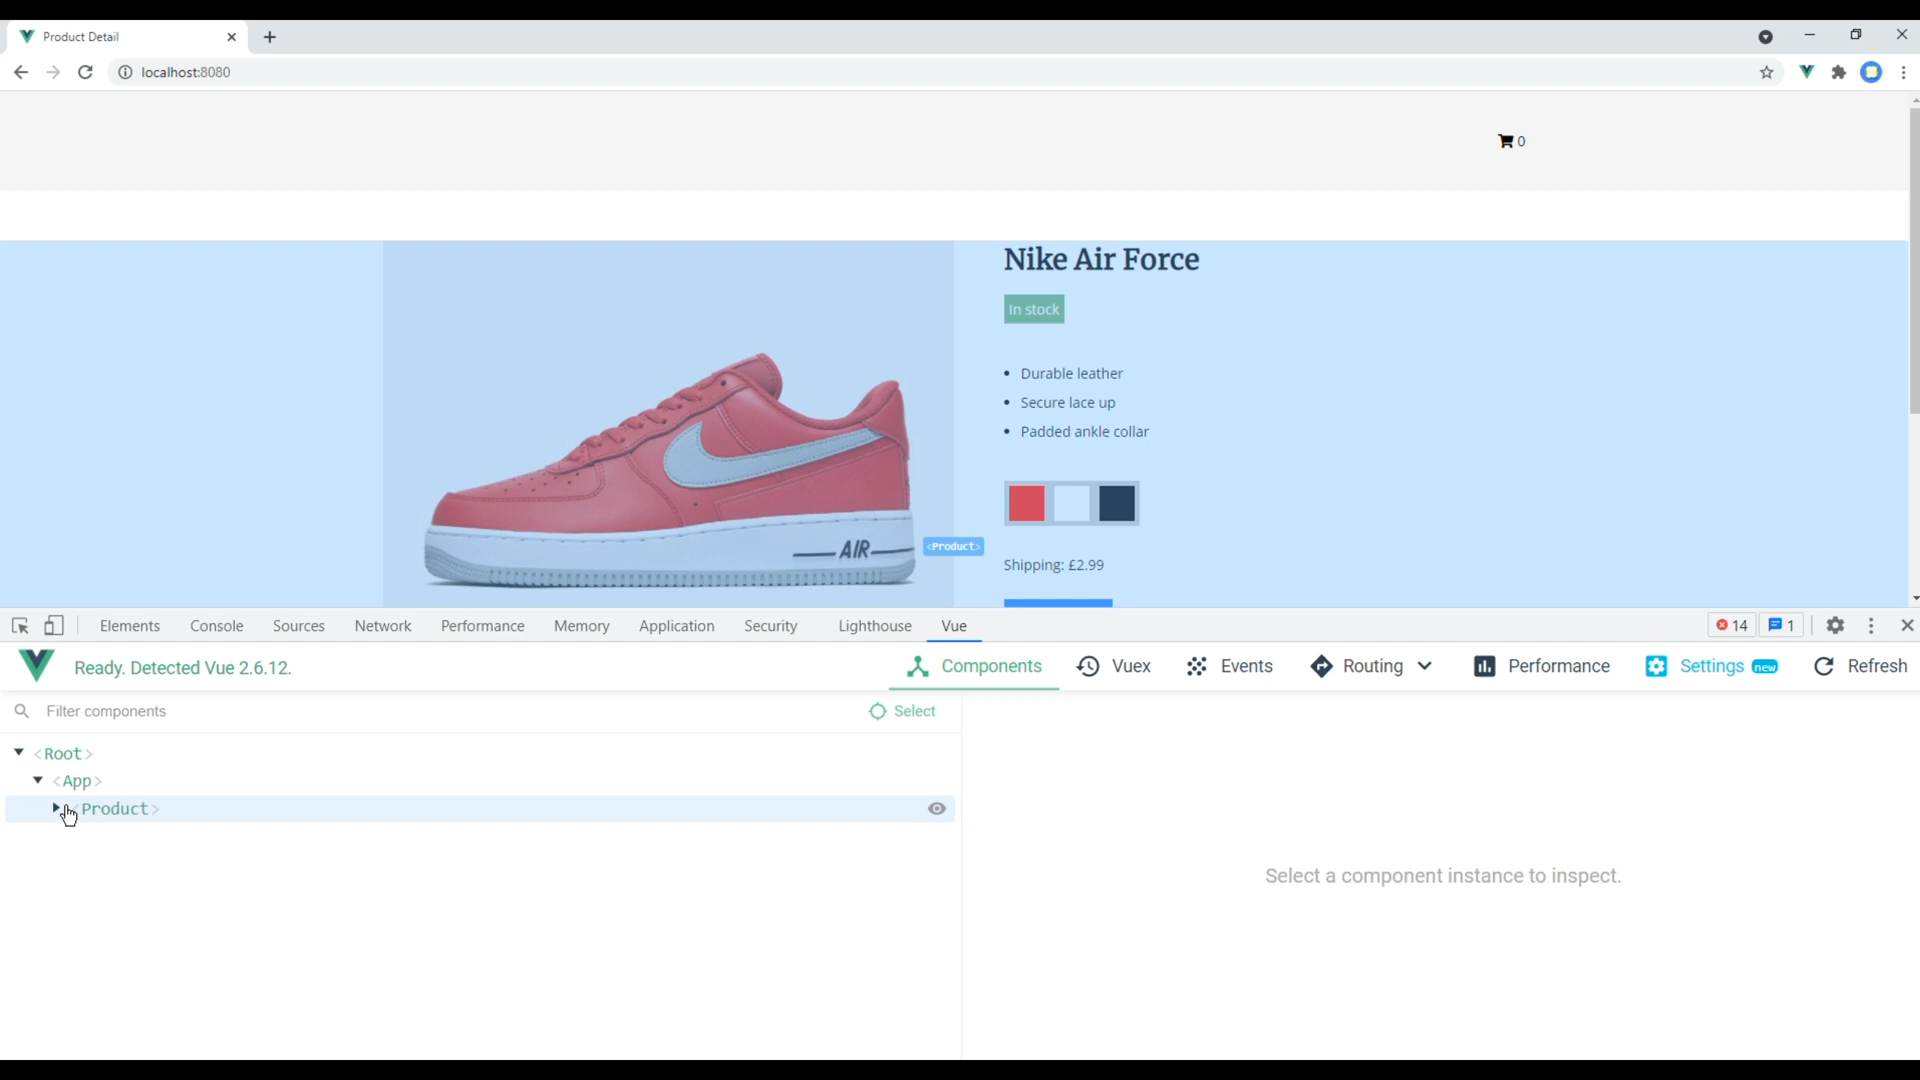 Product Detail
localhost:8080
0
Nike Air Force
In stock
Durable leather
Secure lace up
Padded ankle collar
AIR
<Product>
Shipping: £2.99
Elements Console Sources Network Performance Memory Application Security Lighthouse Vue 14 1
Ready. Detected Vue 2.6.12. Components Vuex Events Routing Performance Settings new Refresh
Filter components Select
<Root>
<App>
<Product>
Select a component instance to inspect.